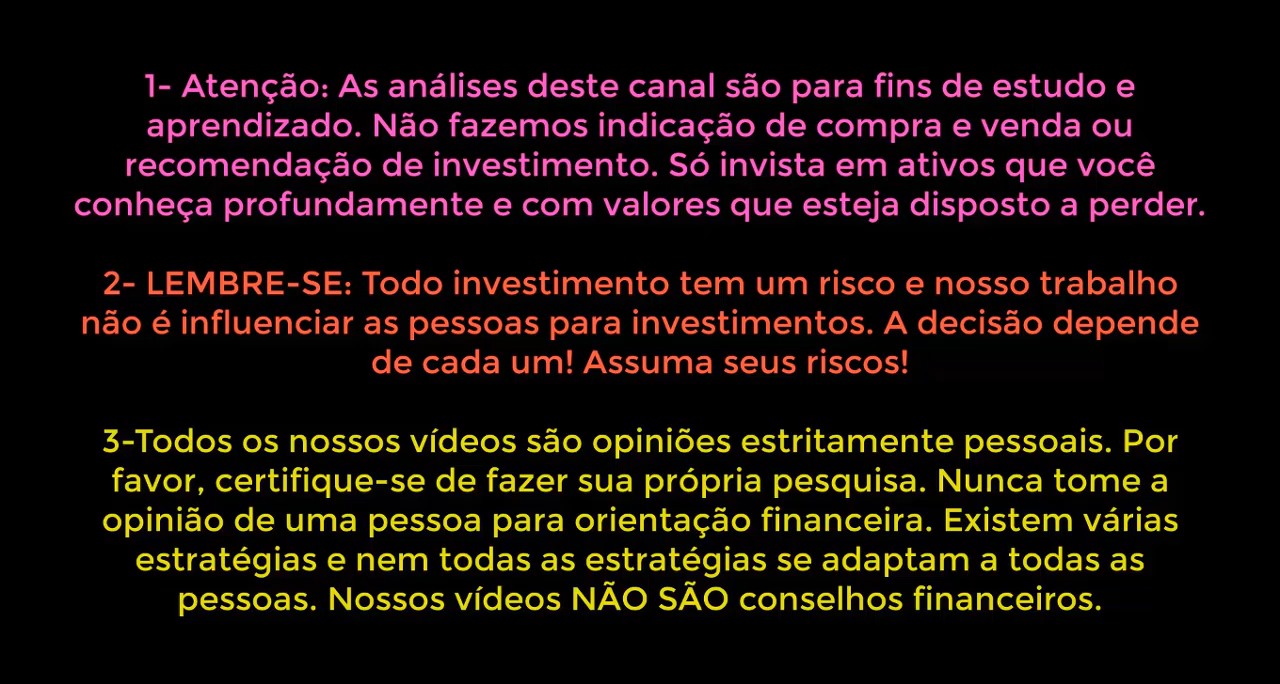 1- Atenção: As análises deste canal são para fins de estudo e
aprendizado. Não fazemos indicação de compra e venda ou
recomendação de investimento. Só invista em ativos que você
conheça profundamente e com valores que esteja disposto a perder.
2- LEMBRE-SE: Todo investimento tem um risco e nosso trabalho
não é influenciar as pessoas para investimentos. A decisão depende
de cada um! Assuma seus riscos!
3-Todos os nossos vídeos são opiniões estritamente pessoais. Por
favor, certifique-se de fazer sua própria pesquisa. Nunca tome a
opinião de uma pessoa para orientação financeira. Existem várias
estratégias e nem todas as estratégias se adaptam a todas as
pessoas. Nossos vídeos NÃO SÃO conselhos financeiros.